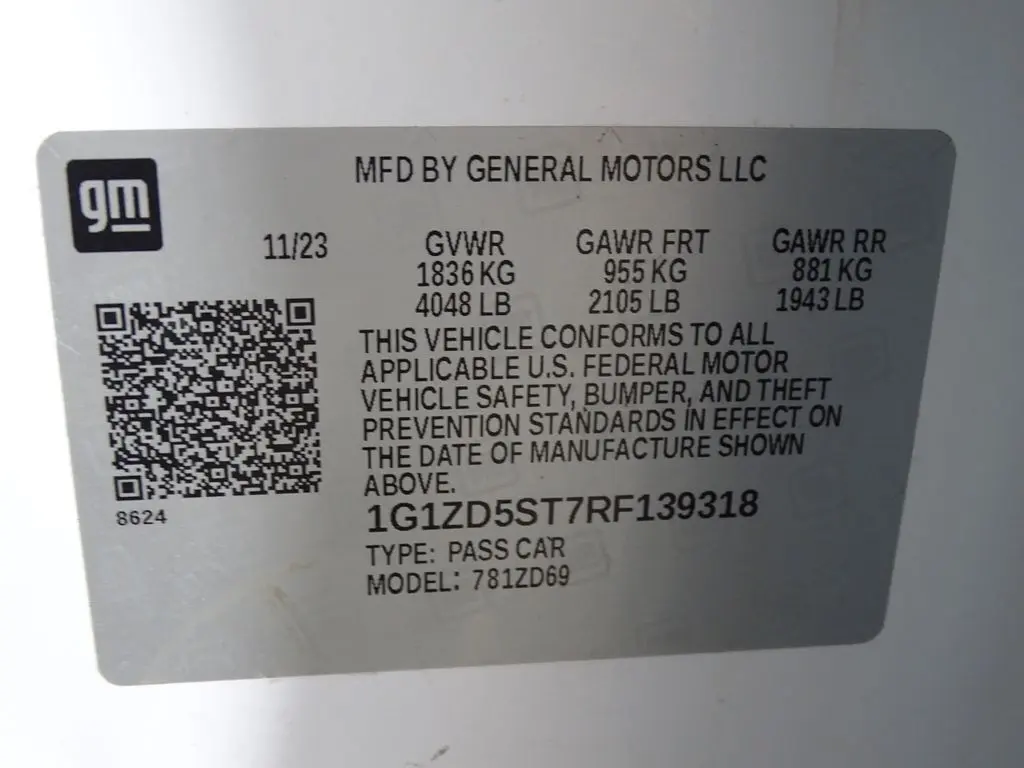 gm
MFD BY GENERAL MOTORS LLC
11/23 GVWR GAWR FRT GAWR RR
1836 KG 955 KG 881 KG
4048 LB 2105 LB 1943 LB
THIS VEHICLE CONFORMS TO ALL
APPLICABLE U.S. FEDERAL MOTOR
VEHICLE SAFETY, BUMPER, AND THEFT
PREVENTION STANDARDS IN EFFECT ON
THE DATE OF MANUFACTURE SHOWN
ABOVE.
8624
1G1ZD5ST7RF139318
TYPE: PASS CAR
MODEL: 781ZD69